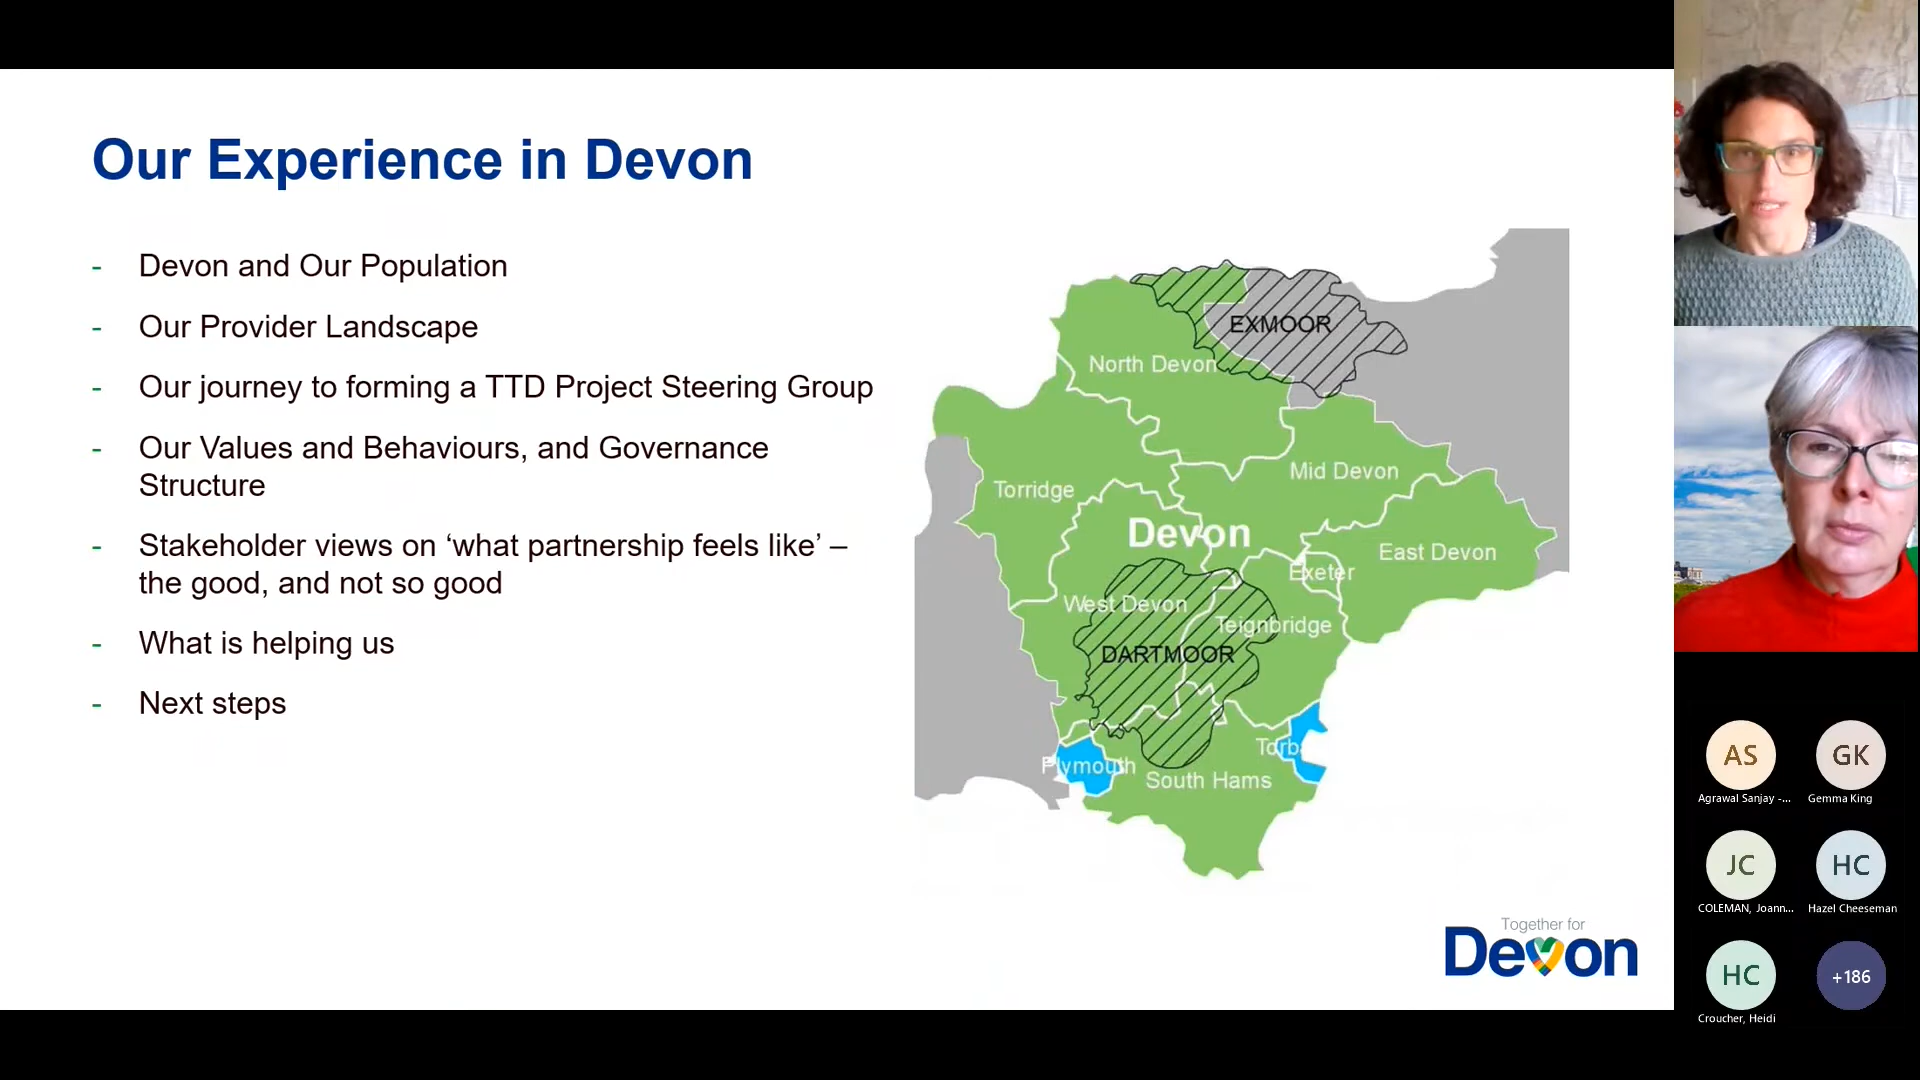 Our Experience in Devon
- Devon and Our Population
- Our Provider Landscape
- Our journey to forming a TTD Project Steering Group
- Our Values and Behaviours, and Governance
Structure
- Stakeholder views on ‘what partnership feels like’ –
the good, and not so good
- What is helping us
- Next steps
EXMOOR
North Devon
Mid Devon
Torridge
Devon
East Devon
Exeter
West Devon
Teignbridge
DARTMOOR
Torb
Plymouth
South Hams
Together for
Devon
AS
GK
Agrawal Sanjay -...
Gemma King
JC
HC
COLEMAN, Joann...
Hazel Cheeseman
HC
+186
Croucher, Heidi